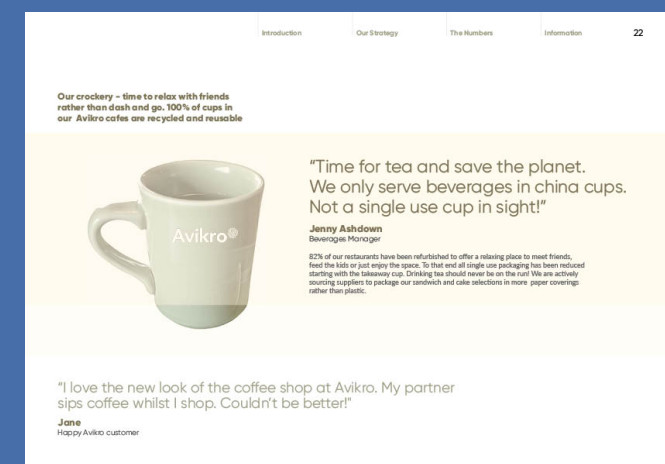 Introduction
Our Strategy
The Numbers
Information
22
Our crockery – time to relax with friends
rather than dash and go. 100% of cups in
our Avikro cafes are recycled and reusable
Avikro
“Time for tea and save the planet.
We only serve beverages in china cups.
Not a single use cup in sight!”
Jenny Ashdown
Beverages Manager
82% of our restaurants have been refurbished to offer a relaxing place to meet friends,
feed the kids or just enjoy the space. To that end all single use packaging has been reduced
starting with the takeaway cup. Drinking tea should never be on the run! We are actively
sourcing suppliers to package our sandwich and cake selections in more paper coverings
rather than plastic.
“I love the new look of the coffee shop at Avikro. My partner
sips coffee whilst I shop. Couldn’t be better!"
Jane
Happy Avikro customer